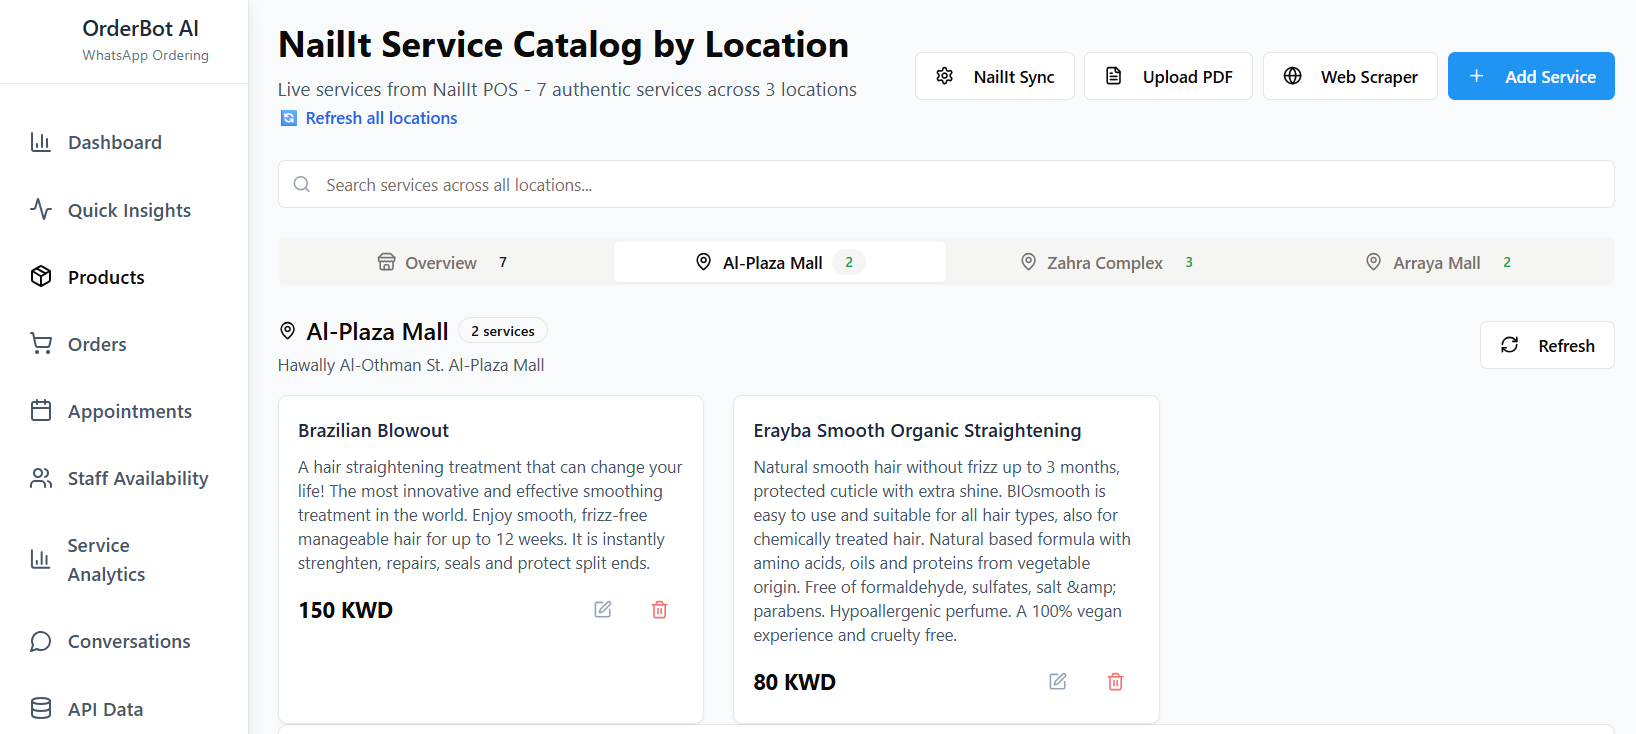 OrderBot AI
WhatsApp Ordering
Dashboard
Quick Insights
Products
Orders
Appointments
Staff Availability
Service
Analytics
Conversations
API Data
NailIt Service Catalog by Location
Live services from NailIt POS - 7 authentic services across 3 locations
Refresh all locations
NailIt Sync
Upload PDF
Web Scraper
Add Service
Search services across all locations...
Overview 7
Al-Plaza Mall 2
Zahra Complex 3
Arraya Mall 2
Al-Plaza Mall 2 services
Hawally Al-Othman St. Al-Plaza Mall
Refresh
Brazilian Blowout
A hair straightening treatment that can change your
life! The most innovative and effective smoothing
treatment in the world. Enjoy smooth, frizz-free
manageable hair for up to 12 weeks. It is instantly
strenghten, repairs, seals and protect split ends.
150 KWD
Erayba Smooth Organic Straightening
Natural smooth hair without frizz up to 3 months,
protected cuticle with extra shine. BIOsmooth is
easy to use and suitable for all hair types, also for
chemically treated hair. Natural based formula with
amino acids, oils and proteins from vegetable
origin. Free of formaldehyde, sulfates, salt &amp;
parabens. Hypoallergenic perfume. A 100% vegan
experience and cruelty free.
80 KWD